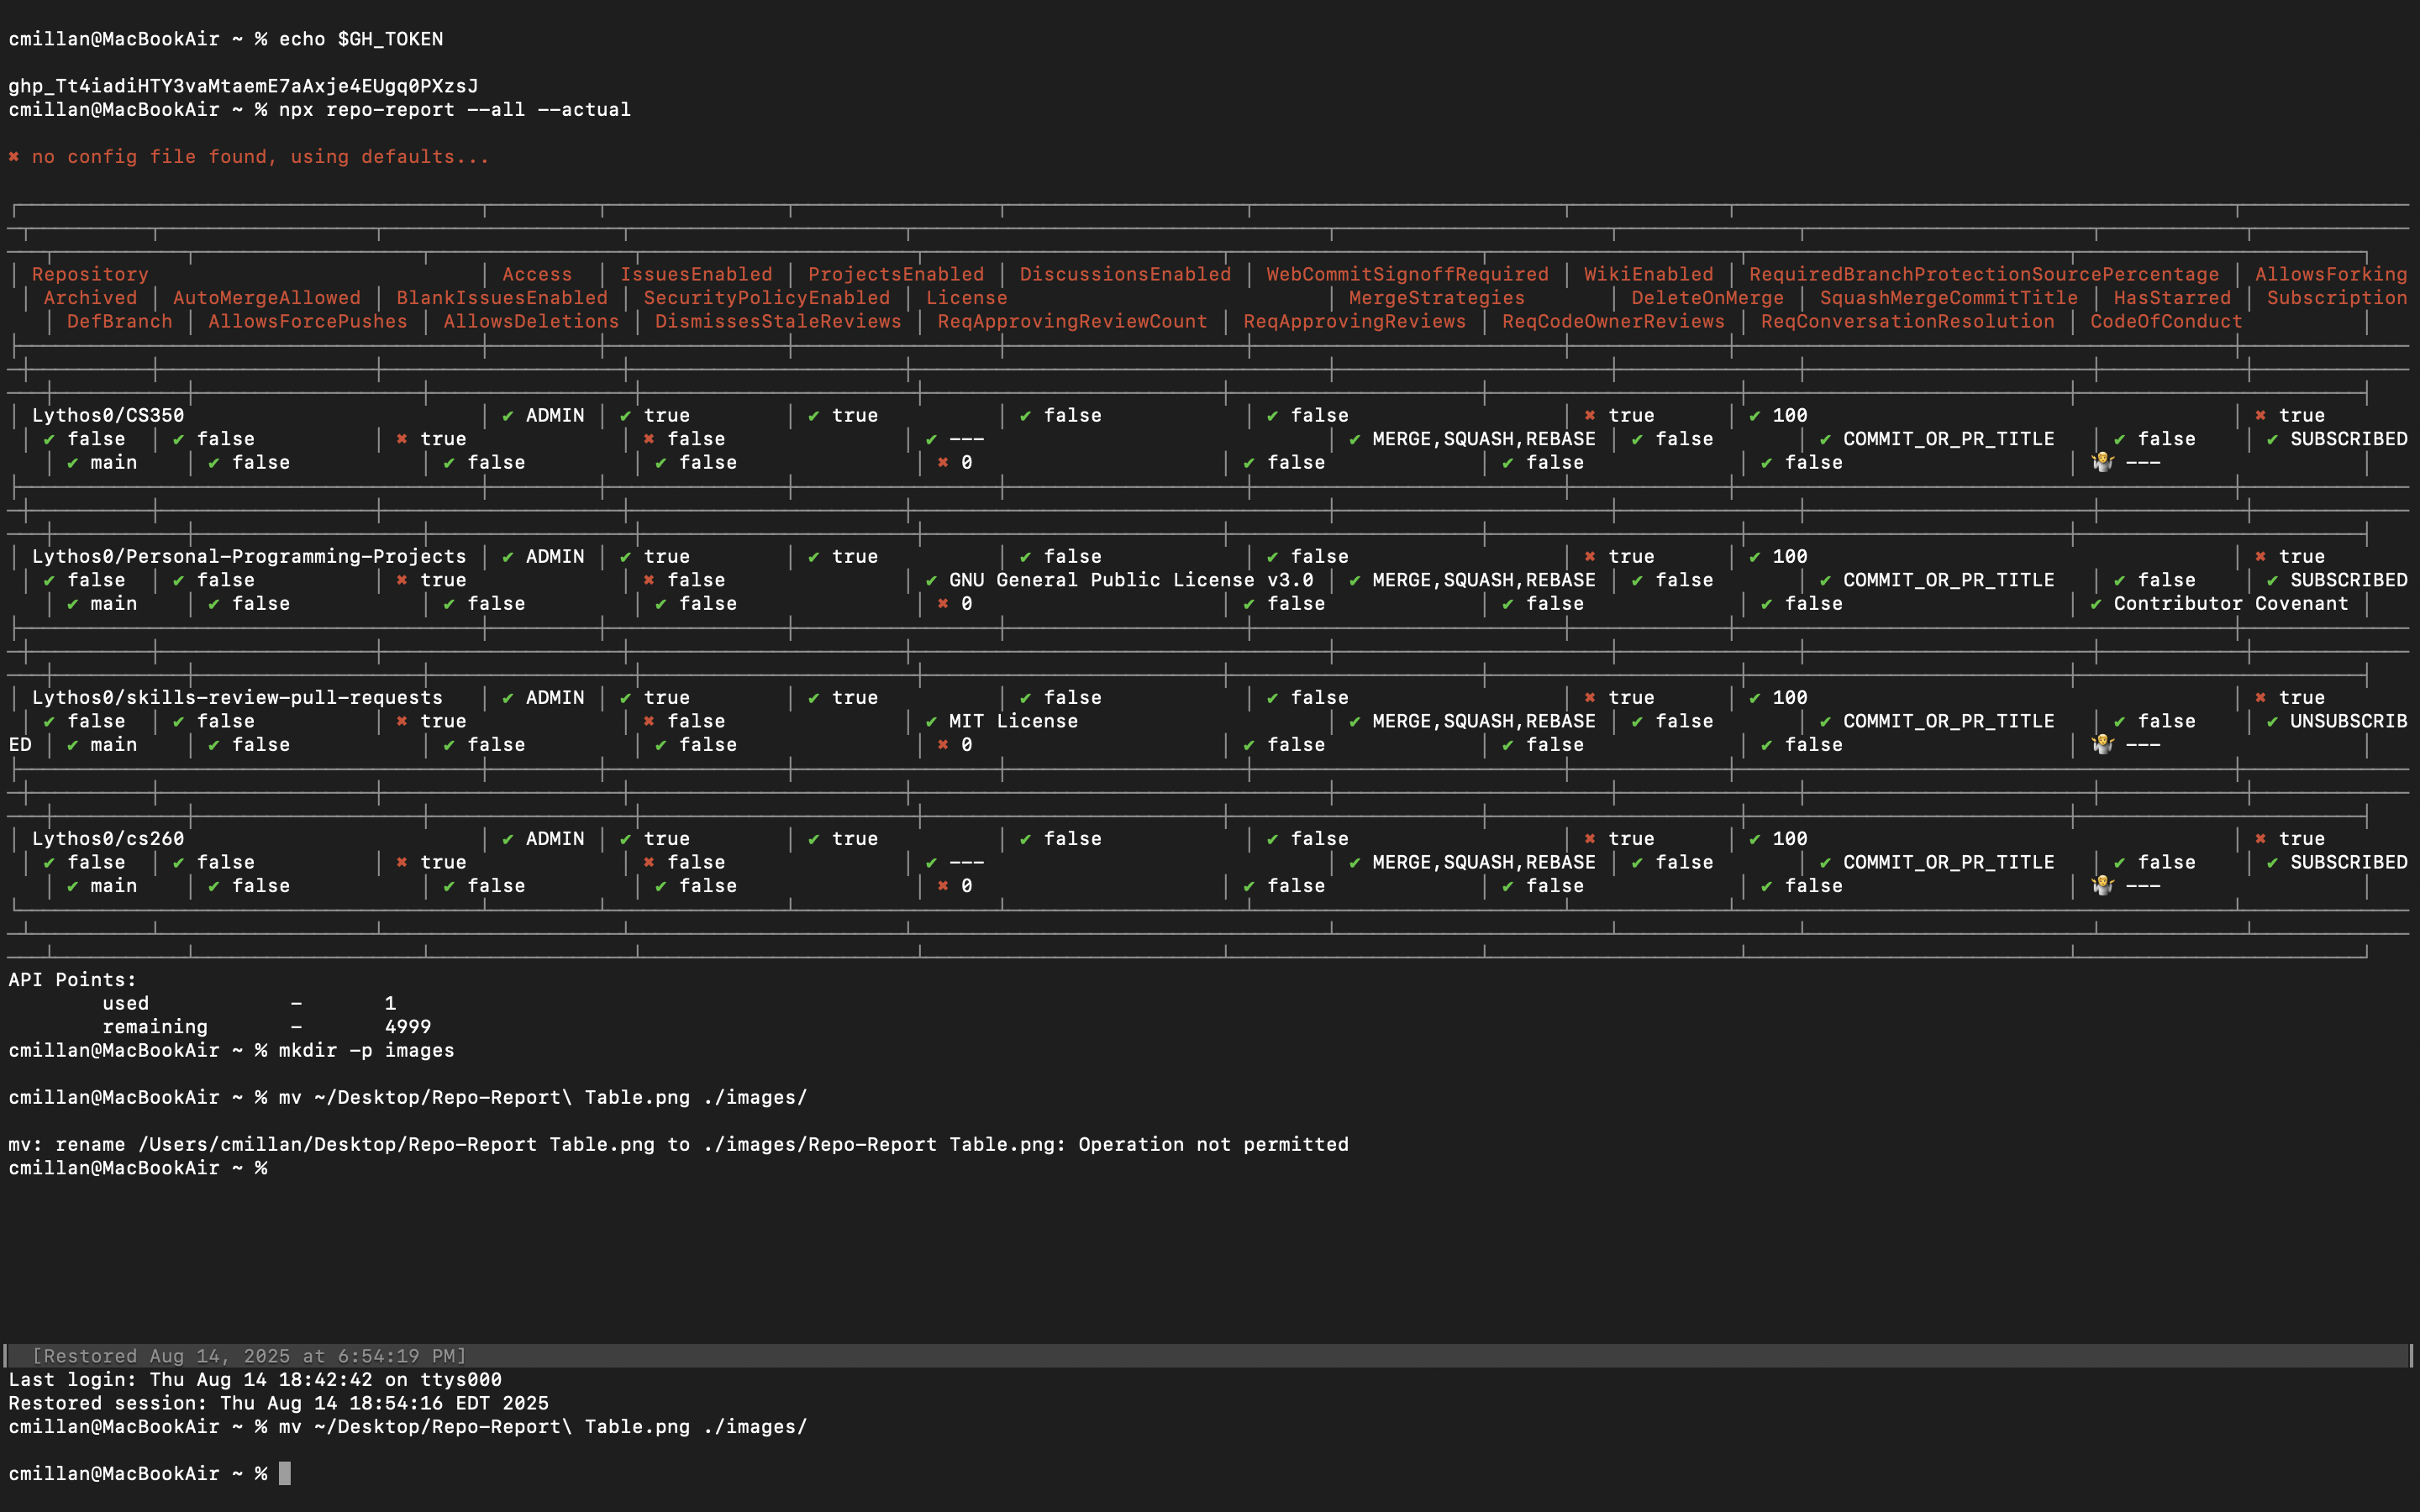 cmillan@MacBookAir ~ % echo $GH_TOKEN
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
cmillan@MacBookAir ~ % npx repo-report --all --actual
✖ no config file found, using defaults...
│ Repository │ Access │ IssuesEnabled │ ProjectsEnabled │ DiscussionsEnabled │ WebCommitSignoffRequired │ WikiEnabled │ RequiredBranchProtectionSourcePercentage │ AllowsForking
│ Archived │ AutoMergeAllowed │ BlankIssuesEnabled │ SecurityPolicyEnabled │ License │ MergeStrategies │ DeleteOnMerge │ SquashMergeCommitTitle │ HasStarred │ Subscription
│ DefBranch │ AllowsForcePushes │ AllowsDeletions │ DismissesStaleReviews │ ReqApprovingReviewCount │ ReqApprovingReviews │ ReqCodeOwnerReviews │ ReqConversationResolution │ CodeOfConduct │
│ Lythos0/CS350 │ ✔ ADMIN │ ✔ true │ ✔ true │ ✔ false │ ✔ false │ ✖ true │ ✔ 100 │ ✖ true
│ ✔ false │ ✔ false │ ✖ true │ ✖ false │ ✔ --- │ ✔ MERGE,SQUASH,REBASE │ ✔ false │ ✔ COMMIT_OR_PR_TITLE │ ✔ false │ ✔ SUBSCRIBED
│ ✔ main │ ✔ false │ ✔ false │ ✔ false │ ✖ 0 │ ✔ false │ ✔ false │ ✔ false │ 🤷 --- │
│ Lythos0/Personal-Programming-Projects │ ✔ ADMIN │ ✔ true │ ✔ true │ ✔ false │ ✔ false │ ✖ true │ ✔ 100 │ ✖ true
│ ✔ false │ ✔ false │ ✖ true │ ✖ false │ ✔ GNU General Public License v3.0 │ ✔ MERGE,SQUASH,REBASE │ ✔ false │ ✔ COMMIT_OR_PR_TITLE │ ✔ false │ ✔ SUBSCRIBED
│ ✔ main │ ✔ false │ ✔ false │ ✔ false │ ✖ 0 │ ✔ false │ ✔ false │ ✔ false │ ✔ Contributor Covenant │
│ Lythos0/skills-review-pull-requests │ ✔ ADMIN │ ✔ true │ ✔ true │ ✔ false │ ✔ false │ ✖ true │ ✔ 100 │ ✖ true
│ ✔ false │ ✔ false │ ✖ true │ ✖ false │ ✔ MIT License │ ✔ MERGE,SQUASH,REBASE │ ✔ false │ ✔ COMMIT_OR_PR_TITLE │ ✔ false │ ✔ UNSUBSCRIB
ED │ ✔ main │ ✔ false │ ✔ false │ ✔ false │ ✖ 0 │ ✔ false │ ✔ false │ ✔ false │ 🤷 --- │
│ Lythos0/cs260 │ ✔ ADMIN │ ✔ true │ ✔ true │ ✔ false │ ✔ false │ ✖ true │ ✔ 100 │ ✖ true
│ ✔ false │ ✔ false │ ✖ true │ ✖ false │ ✔ --- │ ✔ MERGE,SQUASH,REBASE │ ✔ false │ ✔ COMMIT_OR_PR_TITLE │ ✔ false │ ✔ SUBSCRIBED
│ ✔ main │ ✔ false │ ✔ false │ ✔ false │ ✖ 0 │ ✔ false │ ✔ false │ ✔ false │ 🤷 --- │
API Points:
used - 1
remaining - 4999
cmillan@MacBookAir ~ % mkdir -p images
cmillan@MacBookAir ~ % mv ~/Desktop/Repo-Report\ Table.png ./images/
mv: rename /Users/cmillan/Desktop/Repo-Report Table.png to ./images/Repo-Report Table.png: Operation not permitted
cmillan@MacBookAir ~ %
[Restored Aug 14, 2025 at 6:54:19 PM]
Last login: Thu Aug 14 18:42:42 on ttys000
Restored session: Thu Aug 14 18:54:16 EDT 2025
cmillan@MacBookAir ~ % mv ~/Desktop/Repo-Report\ Table.png ./images/
cmillan@MacBookAir ~ %